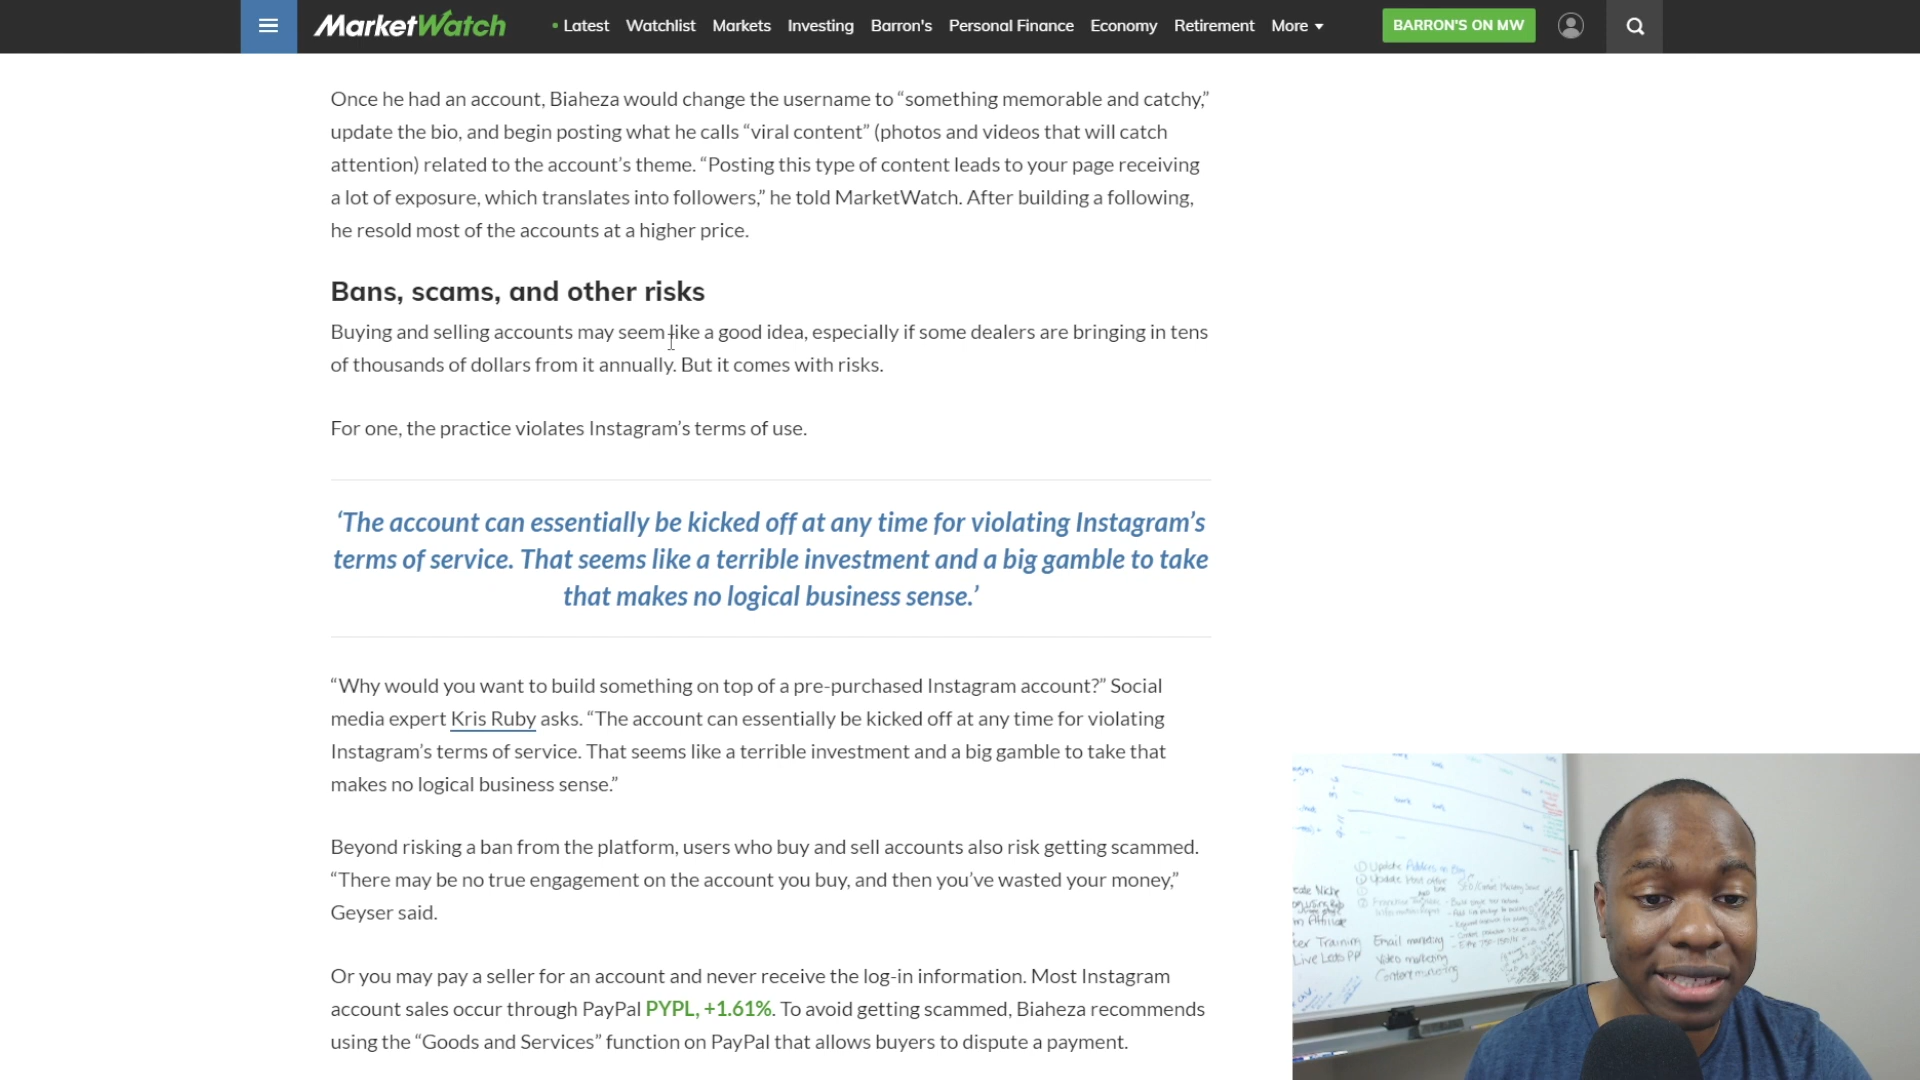 MarketWatch
Latest Watchlist Markets Investing Barron's Personal Finance Economy Retirement More
BARRON'S ON MW
Once he had an account, Biaheza would change the username to “something memorable and catchy,”
update the bio, and begin posting what he calls “viral content” (photos and videos that will catch
attention) related to the account’s theme. “Posting this type of content leads to your page receiving
a lot of exposure, which translates into followers,” he told MarketWatch. After building a following,
he resold most of the accounts at a higher price.
Bans, scams, and other risks
Buying and selling accounts may seem like a good idea, especially if some dealers are bringing in tens
of thousands of dollars from it annually. But it comes with risks.
For one, the practice violates Instagram’s terms of use.
‘The account can essentially be kicked off at any time for violating Instagram’s
terms of service. That seems like a terrible investment and a big gamble to take
that makes no logical business sense.’
“Why would you want to build something on top of a pre-purchased Instagram account?” Social
media expert Kris Ruby asks. “The account can essentially be kicked off at any time for violating
Instagram’s terms of service. That seems like a terrible investment and a big gamble to take that
makes no logical business sense.”
Beyond risking a ban from the platform, users who buy and sell accounts also risk getting scammed.
“There may be no true engagement on the account you buy, and then you’ve wasted your money,”
Geyser said.
Or you may pay a seller for an account and never receive the log-in information. Most Instagram
account sales occur through PayPal PYPL, +1.61%. To avoid getting scammed, Biaheza recommends
using the “Goods and Services” function on PayPal that allows buyers to dispute a payment.
Email marketing
Video marketing
Content marketing